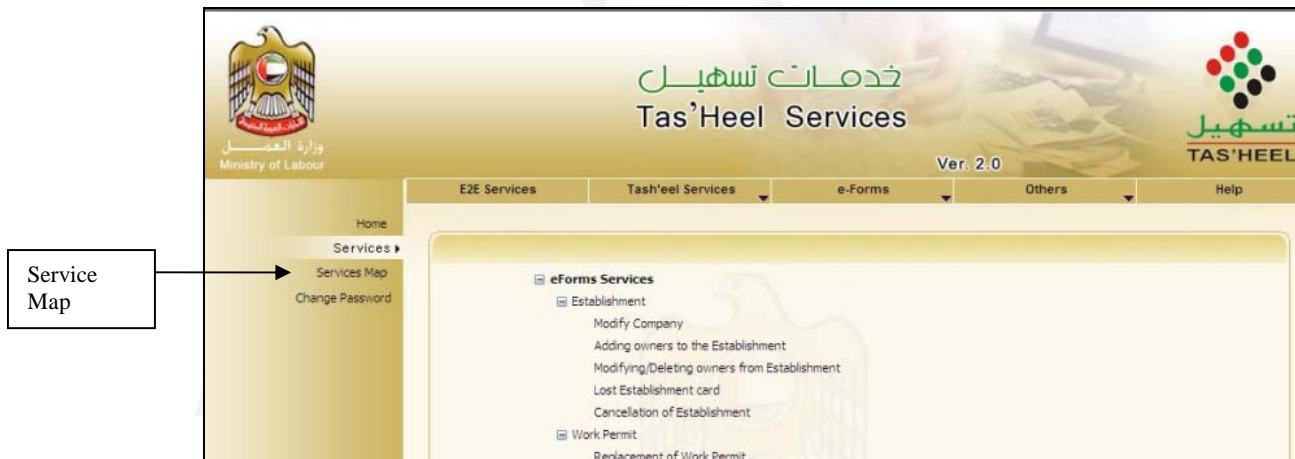 خدمات تسهيل
Tas'Heel Services
Ver. 2.0
وزارة العمل
Ministry of Labour
تسهيل
TAS'HEEL
E2E Services
Tash'eel Services
e-Forms
Others
Help
Home
Services
Services Map
Change Password
Service
Map
eForms Services
Establishment
Modify Company
Adding owners to the Establishment
Modifying/Deleting owners from Establishment
Lost Establishment card
Cancellation of Establishment
Work Permit
Replacement of Work Permit